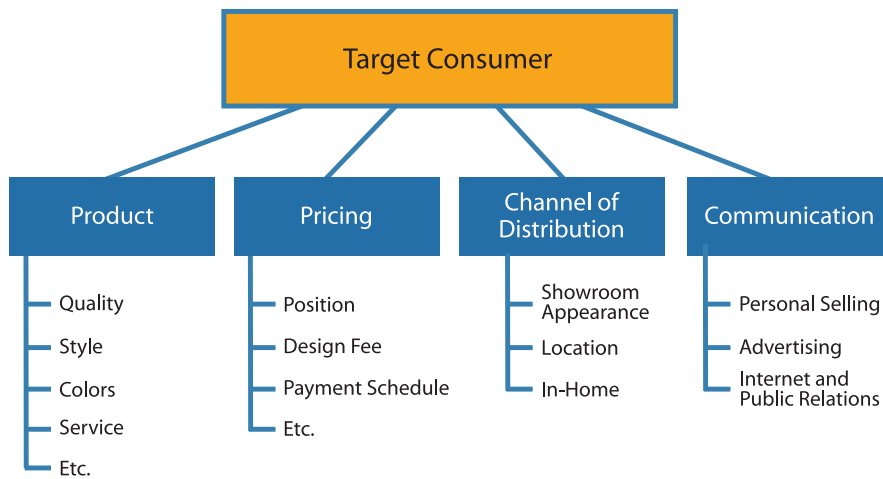 Target Consumer
Product
Quality
Style
Colors
Service
Etc.
Pricing
Position
Design Fee
Payment Schedule
Etc.
Channel of
Distribution
Showroom
Appearance
Location
In-Home
Communication
Personal Selling
Advertising
Internet and
Public Relations